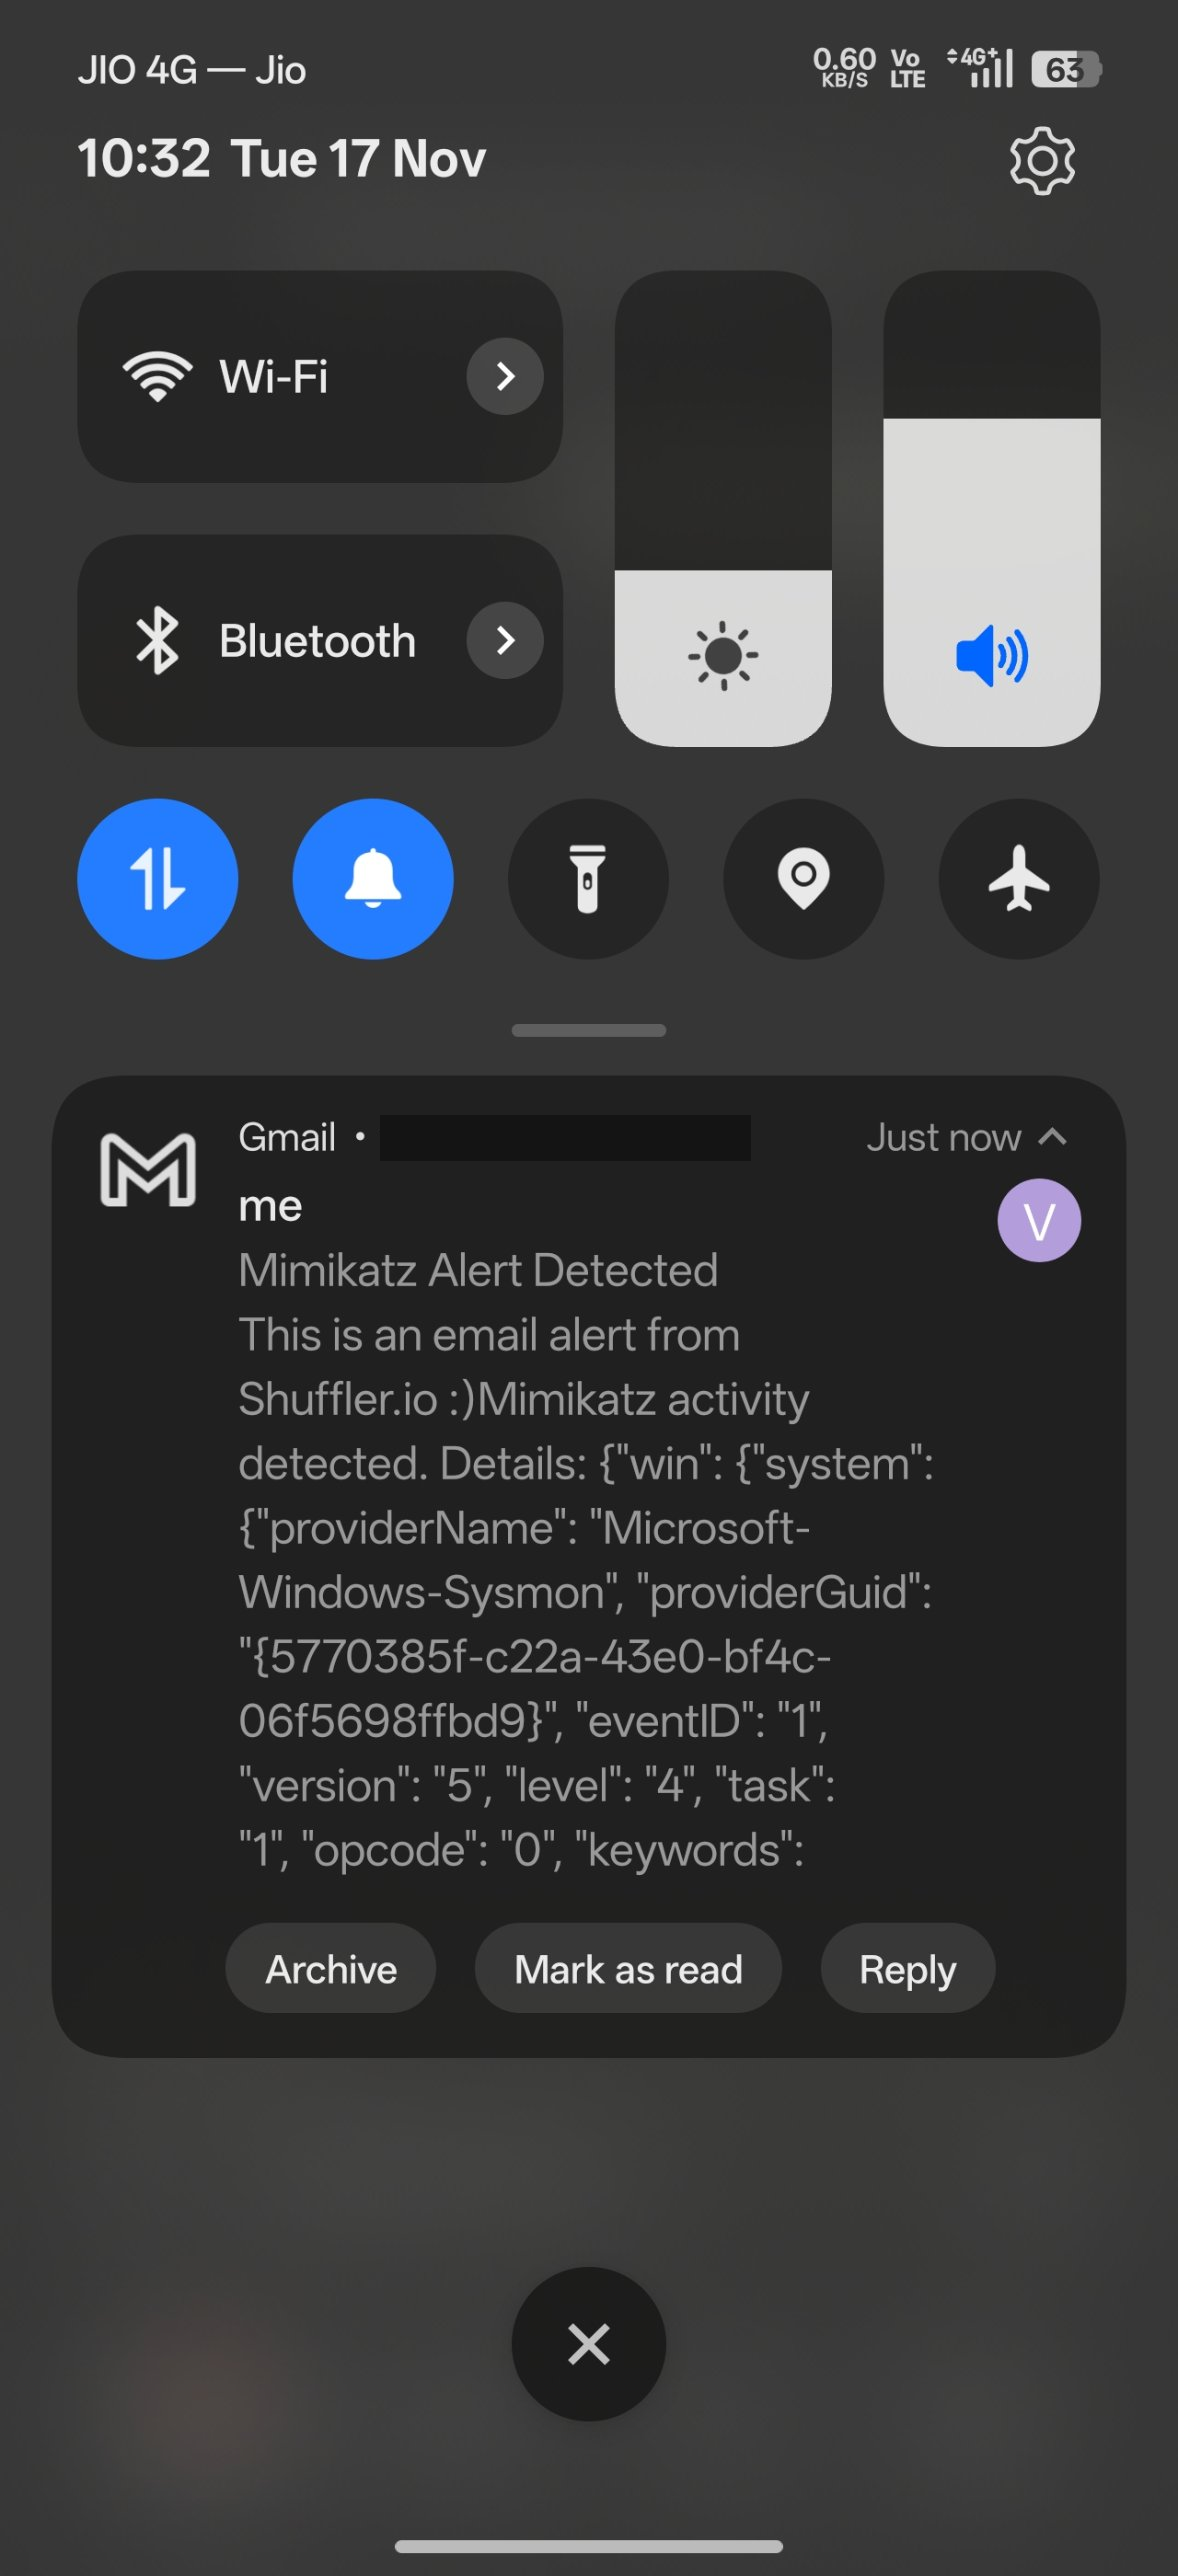 JIO 4G — Jio
0.60 KB/S Vo LTE 4G+ 63
10:32 Tue 17 Nov
Wi-Fi
Bluetooth
Gmail • Just now
me
V
Mimikatz Alert Detected
This is an email alert from
Shuffler.io :)Mimikatz activity
detected. Details: {"win": {"system":
{"providerName": "Microsoft-
Windows-Sysmon", "providerGuid":
"{5770385f-c22a-43e0-bf4c-
06f5698ffbd9}", "eventID": "1",
"version": "5", "level": "4", "task":
"1", "opcode": "0", "keywords":
Archive Mark as read Reply